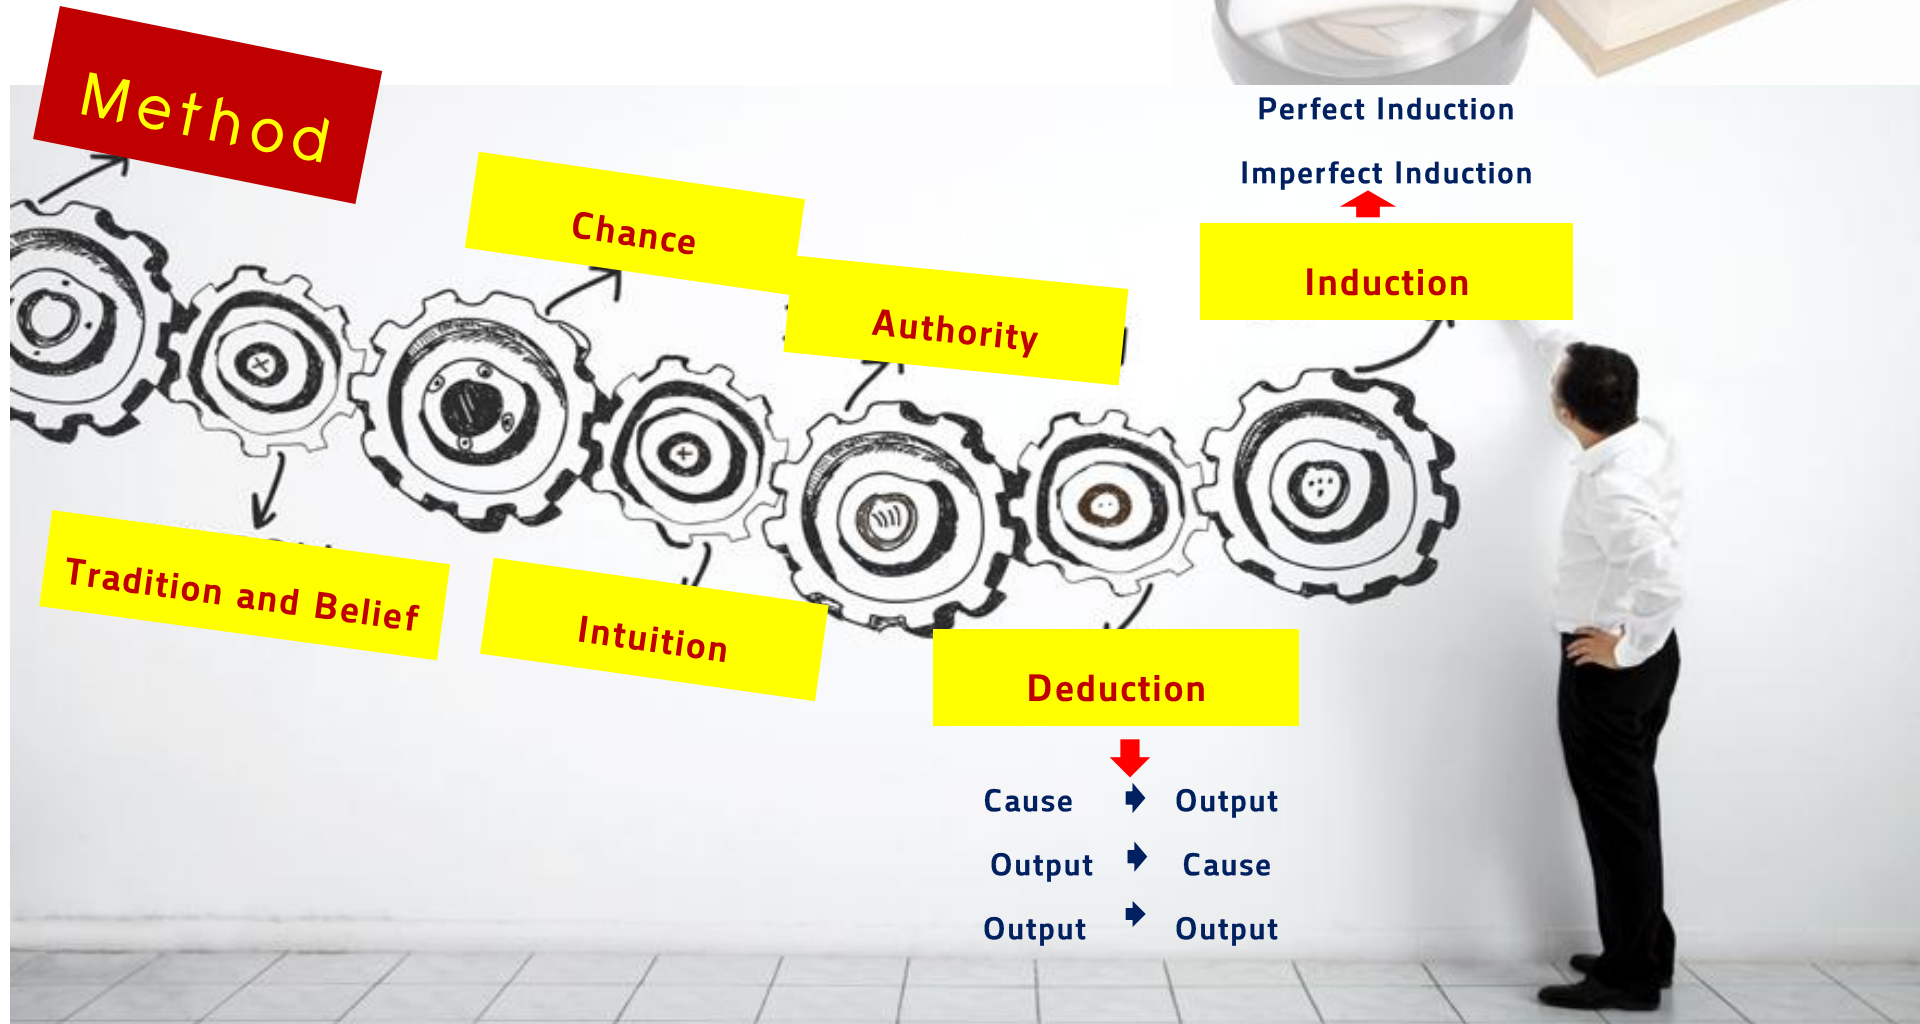 Method
Chance
Authority
Perfect Induction
Imperfect Induction
Induction
Tradition and Belief
Intuition
Deduction
Cause Output
Output Cause
Output Output